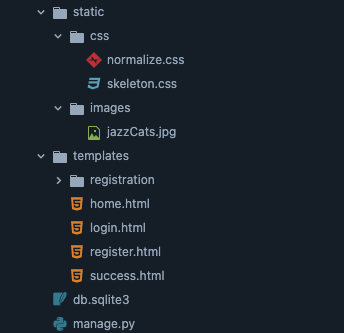 static
css
normalize.css
skeleton.css
images
jazzCats.jpg
templates
registration
home.html
login.html
register.html
success.html
db.sqlite3
manage.py